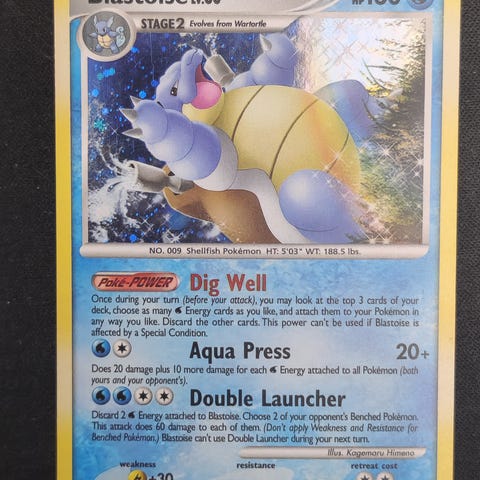 Blastoise LV.
HP
STAGE2 Evolves from Wartortle
NO. 009 Shellfish Pokémon HT: 5'03" WT: 188.5 lbs.
Poké-POWER Dig Well
Once during your turn (before your attack), you may look at the top 3 cards of your
deck, choose as many Energy cards as you like, and attach them to your Pokémon in
any way you like. Discard the other cards. This power can't be used if Blastoise is
affected by a Special Condition.
Aqua Press 20+
Does 20 damage plus 10 more damage for each Energy attached to all Pokémon (both
yours and your opponent's).
Double Launcher
Discard 2 Energy attached to Blastoise. Choose 2 of your opponent's Benched Pokémon.
This attack does 60 damage to each of them. (Don't apply Weakness and Resistance for
Benched Pokémon.) Blastoise can't use Double Launcher during your next turn.
Illus. Kagemaru Himeno
weakness resistance retreat cost
+30